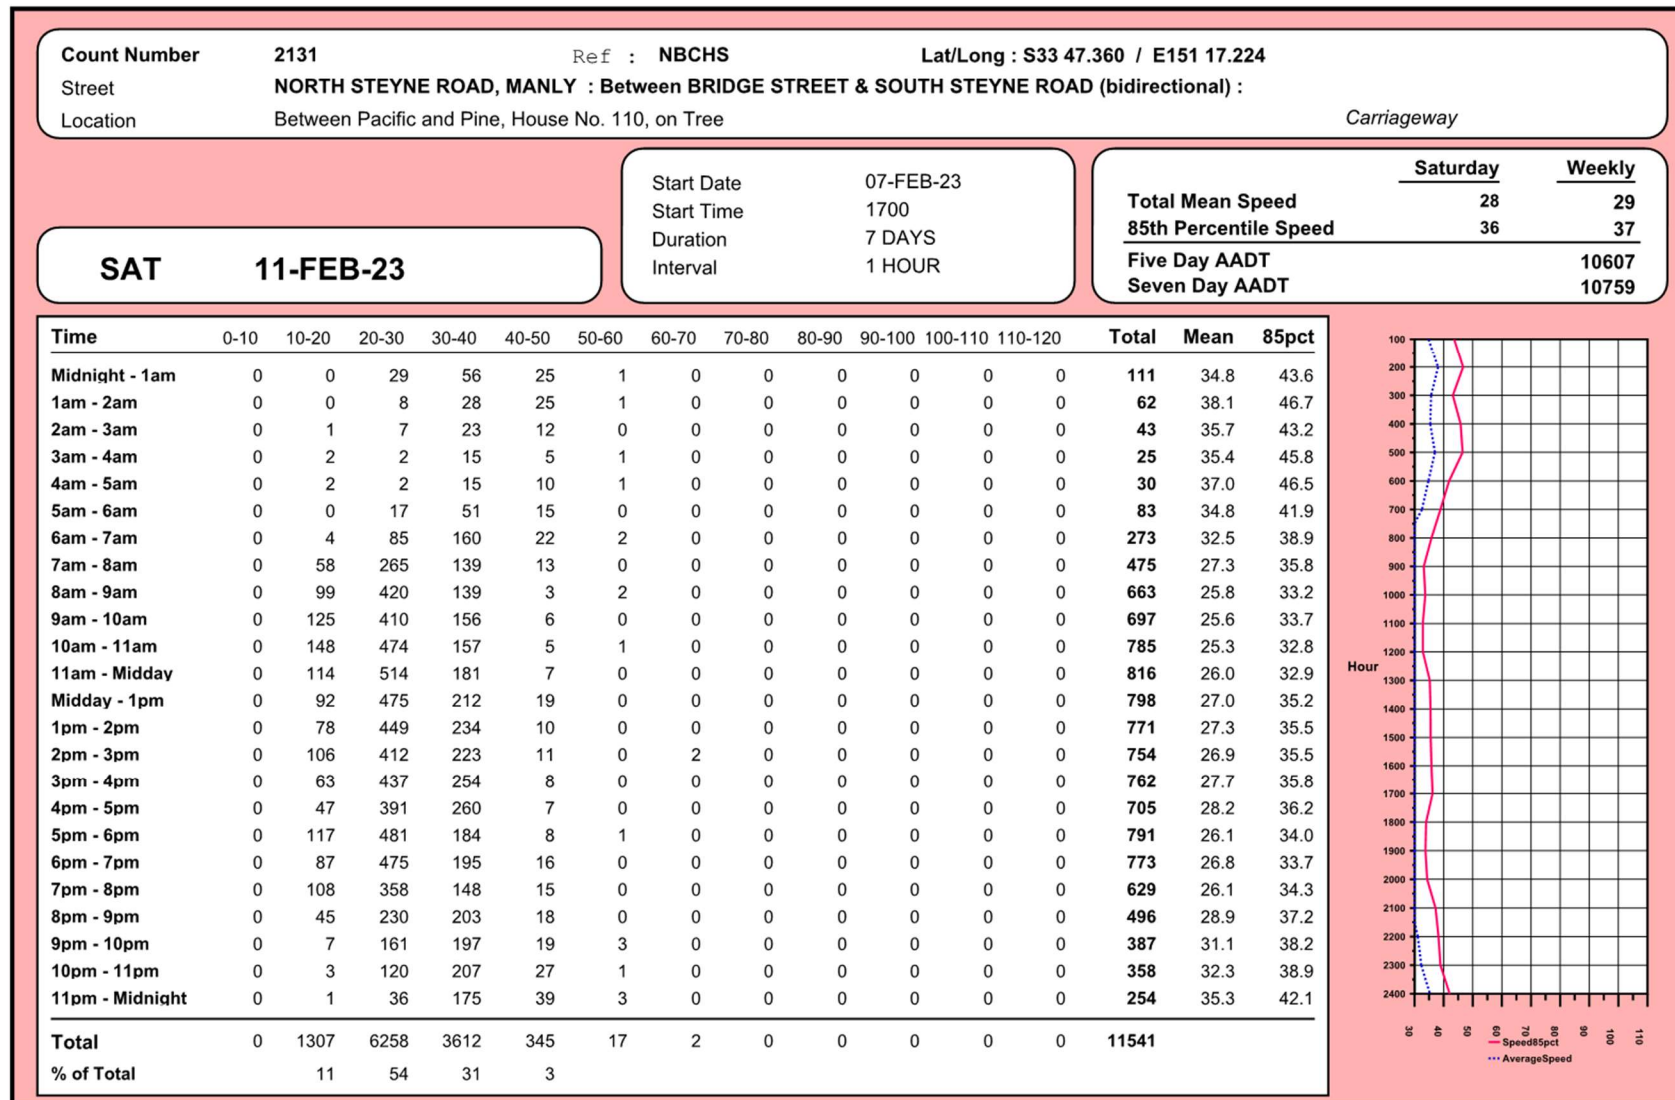 Count Number 2131 Ref : NBCHS Lat/Long : S33 47.360 / E151 17.224
Street NORTH STEYNE ROAD, MANLY : Between BRIDGE STREET & SOUTH STEYNE ROAD (bidirectional) :
Location Between Pacific and Pine, House No. 110, on Tree Carriageway
SAT 11-FEB-23
Start Date 07-FEB-23
Start Time 1700
Duration 7 DAYS
Interval 1 HOUR
Saturday Weekly
Total Mean Speed 28 29
85th Percentile Speed 36 37
Five Day AADT 10607
Seven Day AADT 10759
Time 0-10 10-20 20-30 30-40 40-50 50-60 60-70 70-80 80-90 90-100 100-110 110-120 Total Mean 85pct
Midnight - 1am 0 0 29 56 25 1 0 0 0 0 0 0 111 34.8 43.6
1am - 2am 0 0 8 28 25 1 0 0 0 0 0 0 62 38.1 46.7
2am - 3am 0 1 7 23 12 0 0 0 0 0 0 0 43 35.7 43.2
3am - 4am 0 2 2 15 5 1 0 0 0 0 0 0 25 35.4 45.8
4am - 5am 0 2 2 15 10 1 0 0 0 0 0 0 30 37.0 46.5
5am - 6am 0 0 17 51 15 0 0 0 0 0 0 0 83 34.8 41.9
6am - 7am 0 4 85 160 22 2 0 0 0 0 0 0 273 32.5 38.9
7am - 8am 0 58 265 139 13 0 0 0 0 0 0 0 475 27.3 35.8
8am - 9am 0 99 420 139 3 2 0 0 0 0 0 0 663 25.8 33.2
9am - 10am 0 125 410 156 6 0 0 0 0 0 0 0 697 25.6 33.7
10am - 11am 0 148 474 157 5 1 0 0 0 0 0 0 785 25.3 32.8
11am - Midday 0 114 514 181 7 0 0 0 0 0 0 0 816 26.0 32.9
Midday - 1pm 0 92 475 212 19 0 0 0 0 0 0 0 798 27.0 35.2
1pm - 2pm 0 78 449 234 10 0 0 0 0 0 0 0 771 27.3 35.5
2pm - 3pm 0 106 412 223 11 0 2 0 0 0 0 0 754 26.9 35.5
3pm - 4pm 0 63 437 254 8 0 0 0 0 0 0 0 762 27.7 35.8
4pm - 5pm 0 47 391 260 7 0 0 0 0 0 0 0 705 28.2 36.2
5pm - 6pm 0 117 481 184 8 1 0 0 0 0 0 0 791 26.1 34.0
6pm - 7pm 0 87 475 195 16 0 0 0 0 0 0 0 773 26.8 33.7
7pm - 8pm 0 108 358 148 15 0 0 0 0 0 0 0 629 26.1 34.3
8pm - 9pm 0 45 230 203 18 0 0 0 0 0 0 0 496 28.9 37.2
9pm - 10pm 0 7 161 197 19 3 0 0 0 0 0 0 387 31.1 38.2
10pm - 11pm 0 3 120 207 27 1 0 0 0 0 0 0 358 32.3 38.9
11pm - Midnight 0 1 36 175 39 3 0 0 0 0 0 0 254 35.3 42.1
Total 0 1307 6258 3612 345 17 2 0 0 0 0 0 11541
% of Total 11 54 31 3
100
200
300
400
500
600
700
800
900
1000
1100
1200
Hour
1300
1400
1500
1600
1700
1800
1900
2000
2100
2200
2300
2400
30 40 50 60 70 80 90 100 110
Speed85pct
AverageSpeed